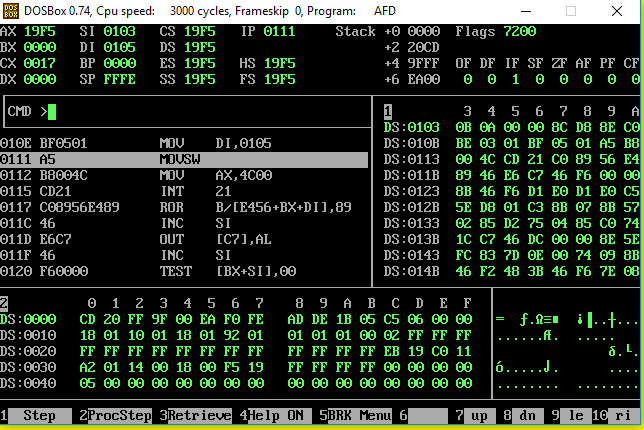 DOSBox 0.74, Cpu speed: 3000 cycles, Frameskip 0, Program: AFD
AX 19F5 SI 0103 CS 19F5 IP 0111 Stack +0 0000 Flags 7200
BX 0000 DI 0105 DS 19F5 +2 20CD
CX 0017 BP 0000 ES 19F5 HS 19F5 +4 9FFF OF DF IF SF ZF AF PF CF
DX 0000 SP FFFE SS 19F5 FS 19F5 +6 EA00 0 0 1 0 0 0 0 0
CMD >
1 3 4 5 6 7 8 9 A
DS:0103 0B 0A 00 00 8C D8 8E C0
DS:010B BE 03 01 BF 05 01 A5 B8
DS:0113 00 4C CD 21 C0 89 56 E4
DS:011B 89 46 E6 C7 46 F6 00 00
DS:0123 8B 46 F6 D1 E0 D1 E0 C5
DS:012B 5E D8 01 C3 8B 07 8B 57
DS:0133 02 85 D2 75 04 85 C0 74
DS:013B 1C C7 46 DC 00 00 8E 5E
DS:0143 FC 83 7D 0E 00 74 09 8B
DS:014B 46 F2 48 3B 46 F6 7E 08
010E BF0501 MOV DI,0105
0111 A5 MOVSW
0112 B8004C MOV AX,4C00
0115 CD21 INT 21
0117 C08956E489 ROR B/[E456+BX+DI],89
011C 46 INC SI
011D E6C7 OUT [C7],AL
011F 46 INC SI
0120 F60000 TEST [BX+SI],00
2 0 1 2 3 4 5 6 7 8 9 A B C D E F
DS:0000 CD 20 FF 9F 00 EA F0 FE AD DE 1B 05 C5 06 00 00
DS:0010 18 01 10 01 18 01 92 01 01 01 01 00 02 FF FF FF
DS:0020 FF FF FF FF FF FF FF FF FF FF FF FF EB 19 C0 11
DS:0030 A2 01 14 00 18 00 F5 19 FF FF FF FF 00 00 00 00
DS:0040 05 00 00 00 00 00 00 00 00 00 00 00 00 00 00 00
1 Step 2 ProcStep 3 Retrieve 4 Help ON 5 BRK Menu 6 7 up 8 dn 9 le 10 ri